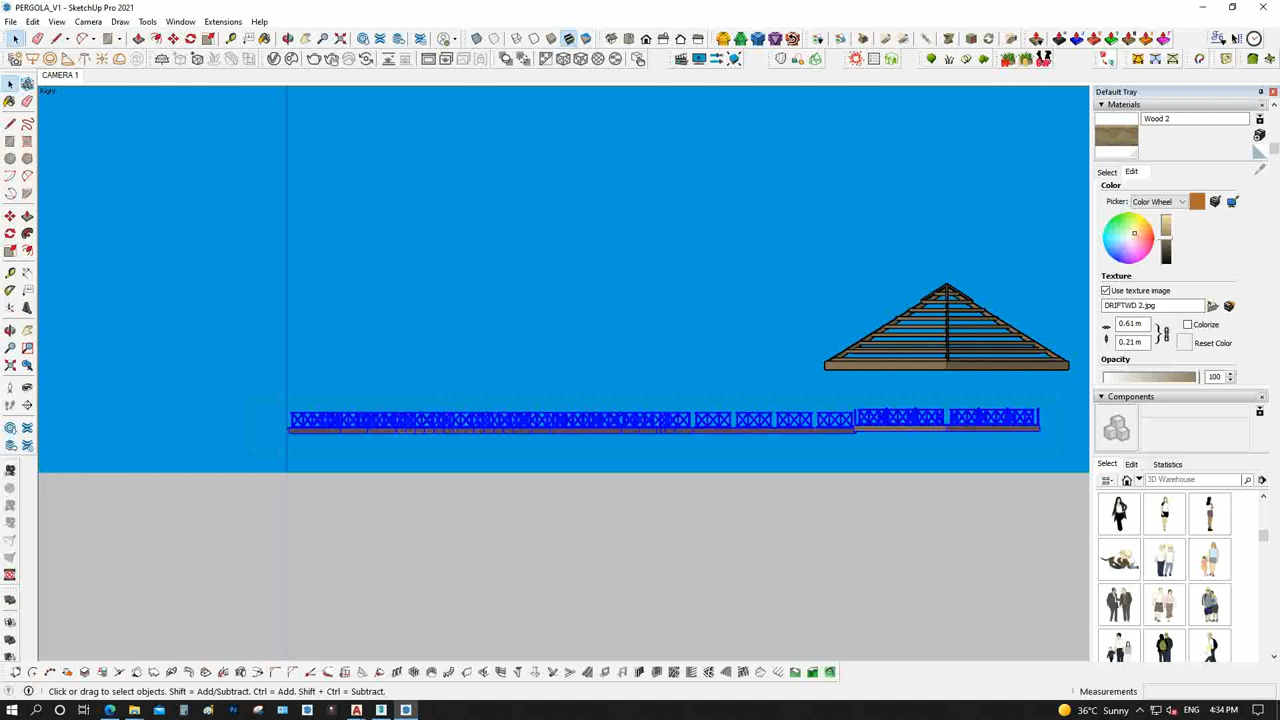 PERGOLA_V1 - SketchUp Pro 2021
File Edit View Camera Draw Tools Window Extensions Help
CAMERA 1
Right
Default Tray
Materials
Wood 2
Select Edit
Color
Picker: Color Wheel
Texture
Use texture image
DRIFTWD 2.jpg
0.61 m
Colorize
0.21 m
Reset Color
Opacity
100
Components
Select Edit Statistics
3D Warehouse
Click or drag to select objects. Shift = Add/Subtract. Ctrl = Add. Shift + Ctrl = Subtract.
Measurements
36°C Sunny
ENG
4:34 PM